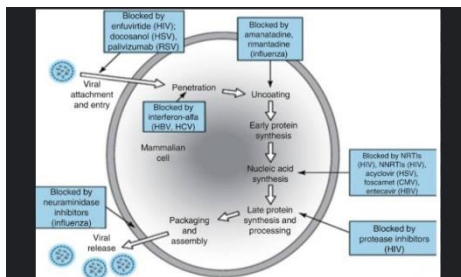 Blocked by
enfuvirtide (HIV);
docosanol (HSV),
palivizumab (RSV)
Blocked by
amanatadine,
rimantadine
(influenza)
Viral
attachment
and entry
Penetration
Uncoating
Blocked by
interferon-alfa
(HBV, HCV)
Early protein
synthesis
Mammalian
cell
Nucleic acid
synthesis
Blocked by NRTIs
(HIV), NNRTIs (HIV),
acyclovir (HSV),
foscarnet (CMV),
entecavir (HBV)
Blocked by
neuraminidase
inhibitors
(influenza)
Packaging
and
assembly
Late protein
synthesis and
processing
Blocked by
protease inhibitors
(HIV)
Viral
release